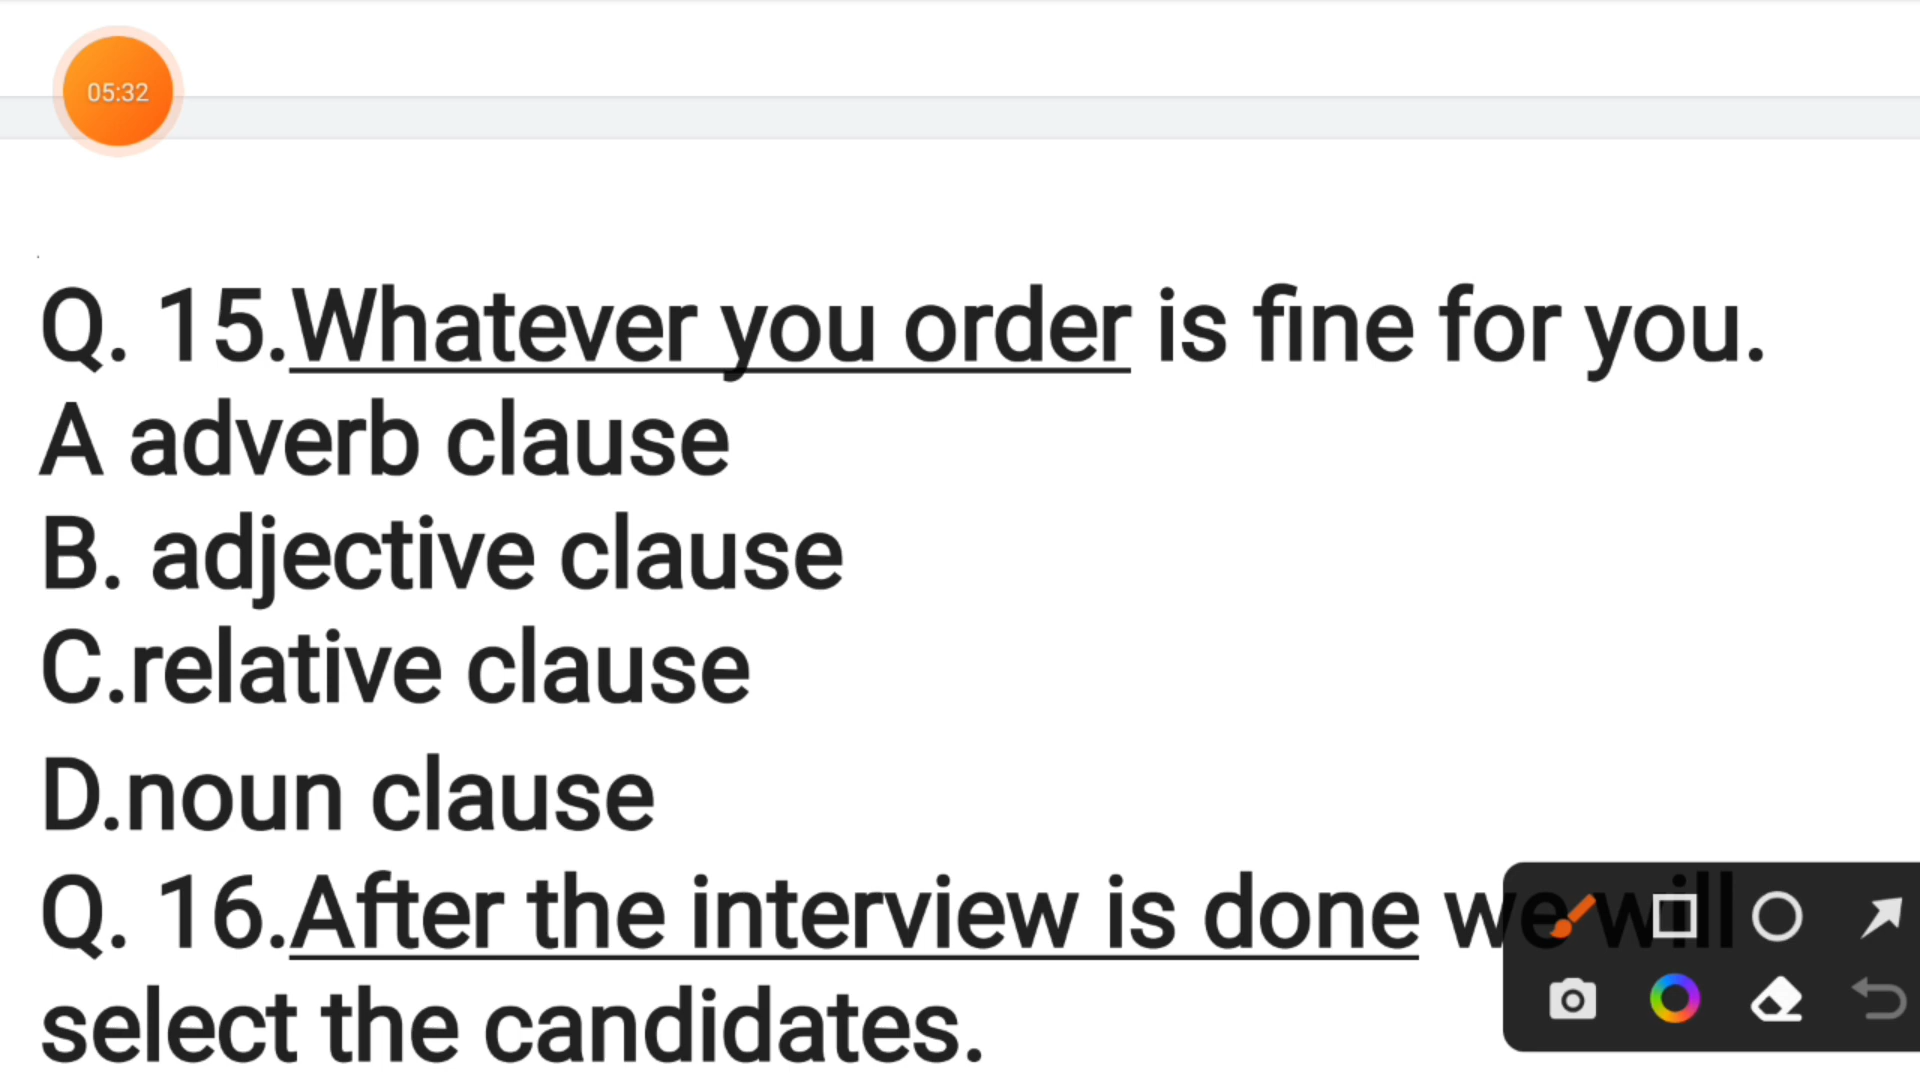 05:32
Q. 15.Whatever you order is fine for you.
A adverb clause
B. adjective clause
C.relative clause
D.noun clause
Q. 16.After the interview is done we will
select the candidates.